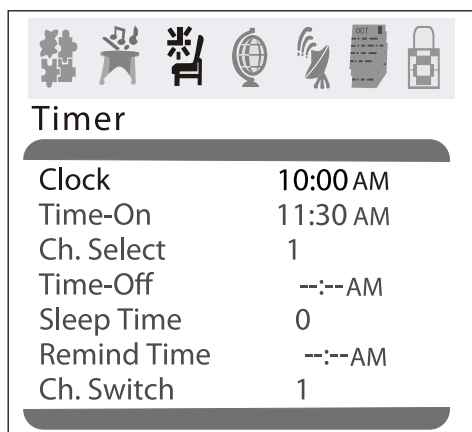 OCT
Timer
Clock 10:00 AM
Time-On 11:30 AM
Ch. Select 1
Time-Off --:-- AM
Sleep Time 0
Remind Time --:-- AM
Ch. Switch 1